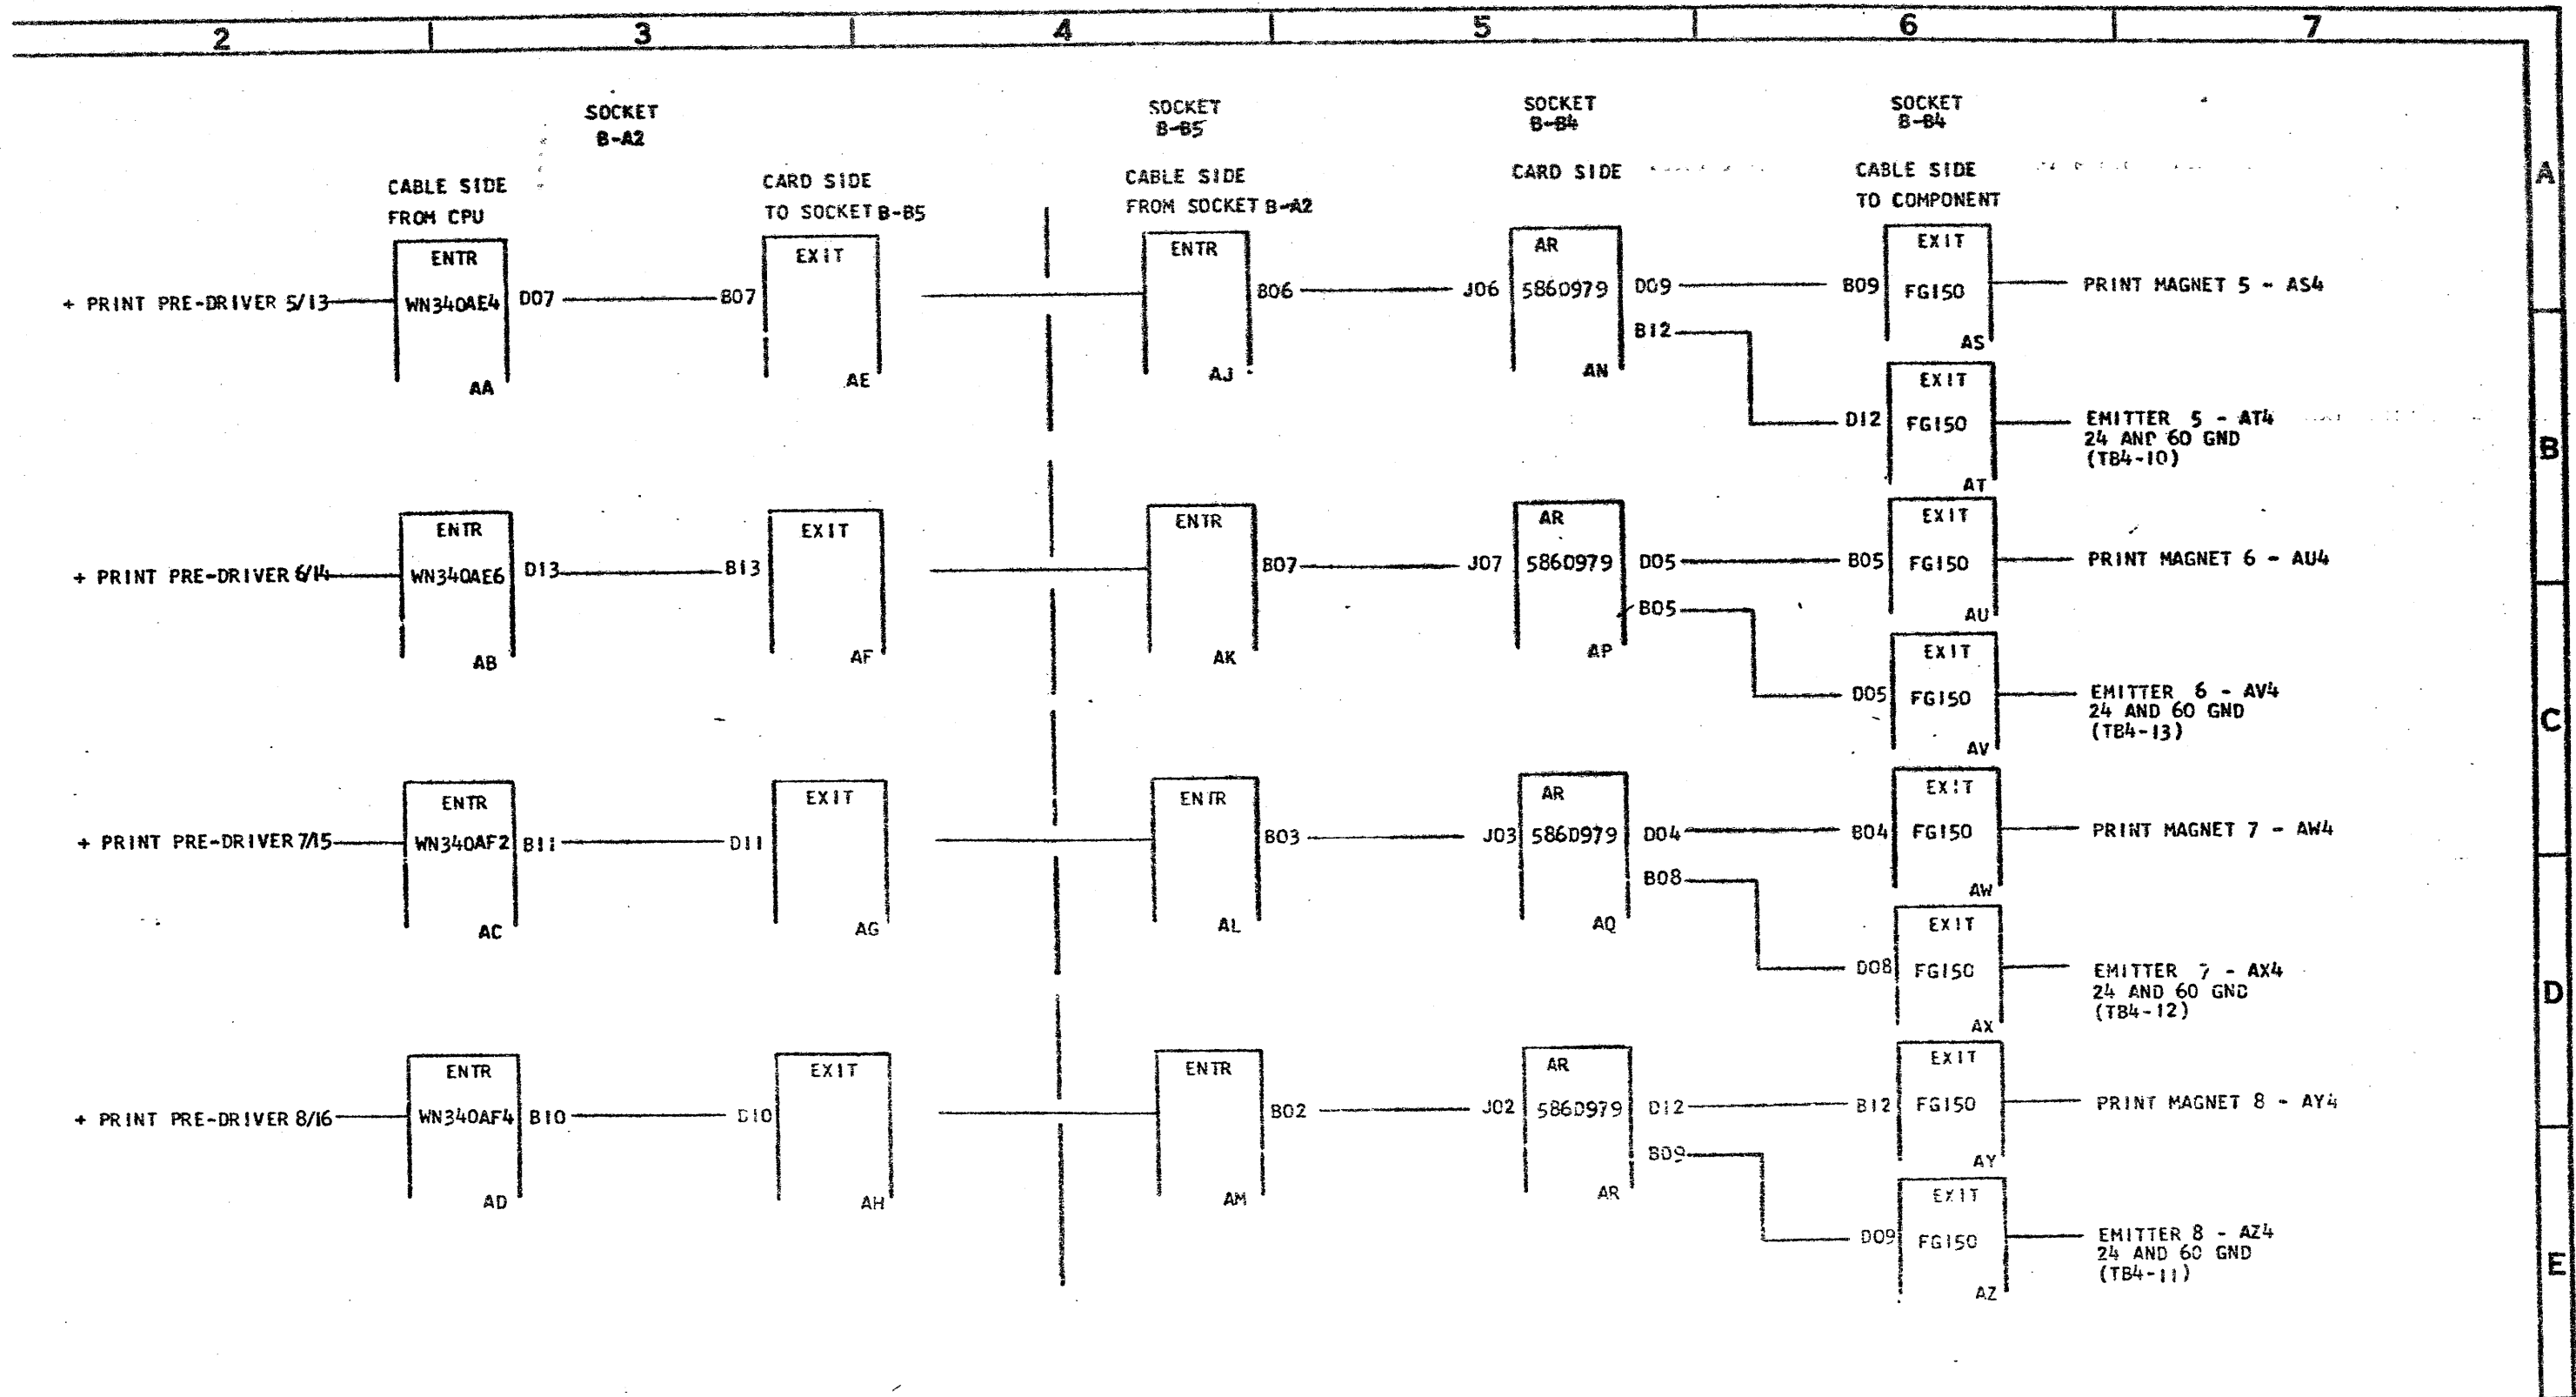 2 3 4 5 6 7
SOCKET
B-A2
SOCKET
B-B5
SOCKET
B-B4
SOCKET
B-B4
CABLE SIDE
FROM CPU
CARD SIDE
TO SOCKET B-B5
CABLE SIDE
FROM SOCKET B-A2
CARD SIDE
CABLE SIDE
TO COMPONENT
A
ENTR
EXIT
ENTR
AR
EXIT
+ PRINT PRE-DRIVER 5/13 WN340AE4 D07 B07 B06 J06 5860979 D09 B09 FG150 PRINT MAGNET 5 - AS4
B12
AS
AA AE AJ AN
EXIT
D12 FG150 EMITTER 5 - AT4
24 AND 60 GND
(TB4-10)
AT
B
ENTR
EXIT
ENTR
AR
EXIT
+ PRINT PRE-DRIVER 6/14 WN340AE6 D13 B13 B07 J07 5860979 D05 B05 FG150 PRINT MAGNET 6 - AU4
B05
AU
AB AF AK AP
EXIT
D05 FG150 EMITTER 6 - AV4
24 AND 60 GND
(TB4-13)
AV
C
ENTR
EXIT
ENTR
AR
EXIT
+ PRINT PRE-DRIVER 7/15 WN340AF2 B11 D11 B03 J03 5860979 D04 B04 FG150 PRINT MAGNET 7 - AW4
B08
AW
AC AG AL AQ
EXIT
D08 FG150 EMITTER 7 - AX4
24 AND 60 GND
(TB4-12)
AX
D
ENTR
EXIT
ENTR
AR
EXIT
+ PRINT PRE-DRIVER 8/16 WN340AF4 B10 D10 B02 J02 5860979 D12 B12 FG150 PRINT MAGNET 8 - AY4
B09
AY
AD AH AM AR
EXIT
D09 FG150 EMITTER 8 - AZ4
24 AND 60 GND
(TB4-11)
AZ
E